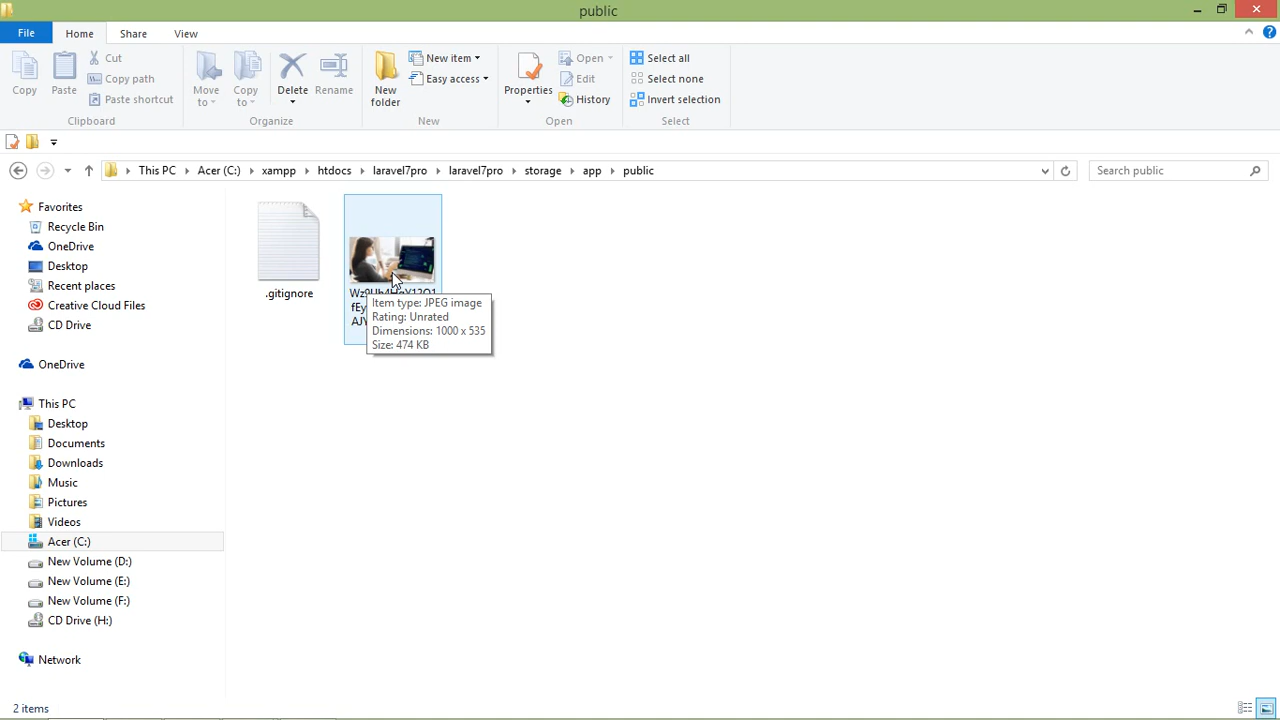 public
File
Home
Share
View
Copy
Paste
Cut
Copy path
Paste shortcut
Clipboard
Move to
Copy to
Delete
Rename
Organize
New folder
New item
Easy access
New
Properties
Open
Edit
History
Open
Select all
Select none
Invert selection
Select
This PC
Acer (C:)
xampp
htdocs
laravel7pro
laravel7pro
storage
app
public
Search public
Favorites
Recycle Bin
OneDrive
Desktop
Recent places
Creative Cloud Files
CD Drive
OneDrive
This PC
Desktop
Documents
Downloads
Music
Pictures
Videos
Acer (C:)
New Volume (D:)
New Volume (E:)
New Volume (F:)
CD Drive (H:)
Network
.gitignore
Item type: JPEG image
Rating: Unrated
Dimensions: 1000 x 535
Size: 474 KB
2 items